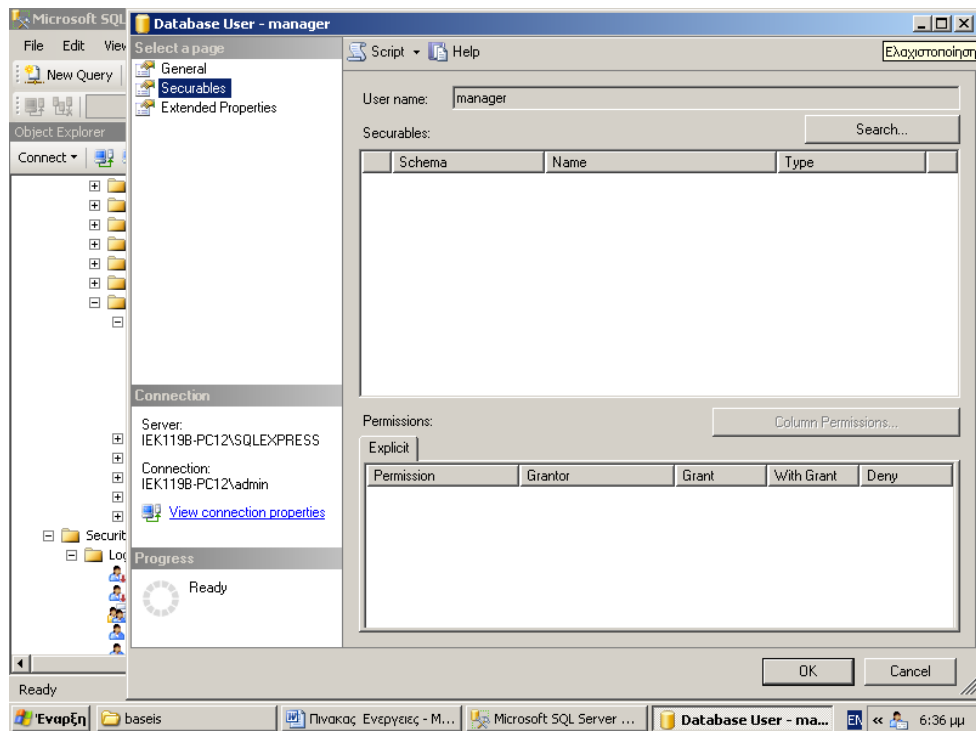 Microsoft SQL
Database User - manager
File Edit View
Select a page
Script Help
Ελαχιστοποίηση
General
New Query
Securables
Extended Properties
User name: manager
Object Explorer
Securables:
Search...
Connect
Schema Name Type
Connection
Server:
IEK119B-PC12\SQLEXPRESS
Permissions:
Column Permissions...
Explicit
Connection:
IEK119B-PC12\admin
Permission Grantor Grant With Grant Deny
View connection properties
Securit
Log
Progress
Ready
OK Cancel
Ready
Έναρξη baseis Πινακας Ενεργειες - Μ... Microsoft SQL Server ... Database User - ma... EN « 6:36 μμ